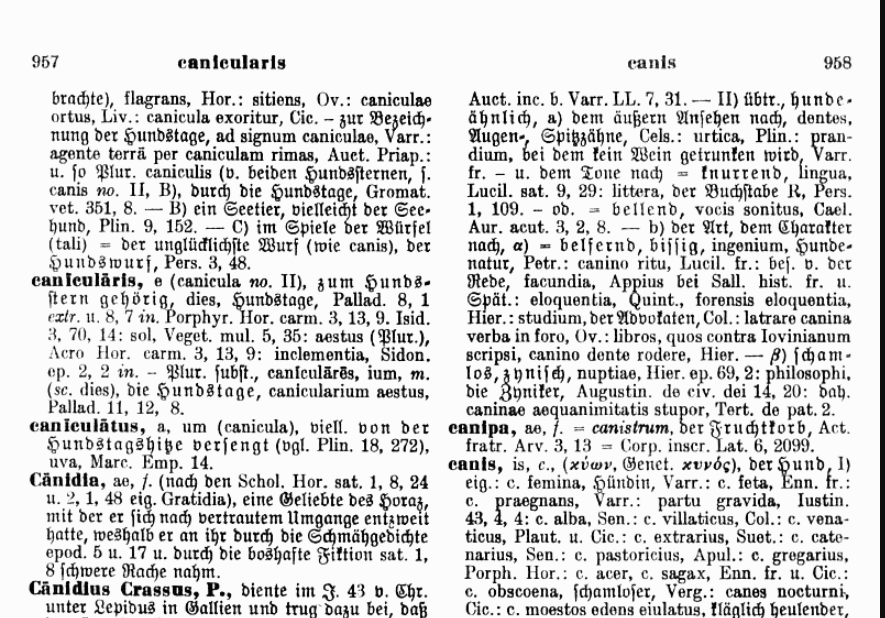 957 canicularis
brachte), flagrans, Hor.: sitiens, Ov.: caniculae
ortus, Liv.: canicula exoritur, Cic. – zur Bezeich-
nung der Hundstage, ad signum caniculae, Varr.:
agente terrā per caniculam rimas, Auct. Priap.:
u. so Plur. caniculis (v. beiden Hundssternen, s.
canis no. II, B), durch die Hundstage, Gromat.
vet. 351, 8. — B) ein Seetier, vielleicht der See-
hund, Plin. 9, 152. — C) im Spiele der Würfel
(tali) = der unglücklichste Wurf (wie canis), der
Hundswurf, Pers. 3, 48.
canīculāris, e (canicula no. II), zum Hunds-
stern gehörig, dies, Hundstage, Pallad. 8, 1
extr. u. 8, 7 in. Porphyr. Hor. carm. 3, 13, 9. Isid.
3, 70, 14: sol, Veget. mul. 5, 35: aestus (Plur.),
Acro Hor. carm. 3, 13, 9: inclementia, Sidon.
ep. 2, 2 in. – Plur. subst., canīculārēs, ium, m.
(sc. dies), die Hundstage, canicularium aestus,
Pallad. 11, 12, 8.
canīculātus, a, um (canicula), viell. von der
Hundstagshitze versengt (vgl. Plin. 18, 272),
uva, Marc. Emp. 14.
Cānidia, ae, f. (nach den Schol. Hor. sat. 1, 8, 24
u. 2, 1, 48 eig. Gratidia), eine Geliebte des Horaz,
mit der er sich nach vertrautem Umgange entzweit
hatte, weshalb er an ihr durch die Schmähgedichte
epod. 5 u. 17 u. durch die boshafte Fiktion sat. 1,
8 schwere Rache nahm.
Cānidius Crassus, P., diente im J. 43 v. Chr.
unter Lepidus in Gallien und trug dazu bei, daß
canis 958
Auct. inc. b. Varr. LL. 7, 31. — II) übtr., hunde-
ähnlich, a) dem äußern Ansehen nach, dentes,
Augen-, Spitzzähne, Cels.: urtica, Plin.: pran-
dium, bei dem kein Wein getrunken wird, Varr.
fr. – u. dem Tone nach = knurrend, lingua,
Lucil. sat. 9, 29: littera, der Buchstabe R, Pers.
1, 109. - od. = bellend, vocis sonitus, Cael.
Aur. acut. 3, 2, 8. — b) der Art, dem Charakter
nach, α) = belfernd, bissig, ingenium, Hunde-
natur, Petr.: canino ritu, Lucil. fr.: bes. v. der
Rede, facundia, Appius bei Sall. hist. fr. u.
Spät.: eloquentia, Quint., forensis eloquentia,
Hier.: studium, der Advokaten, Col.: latrare canina
verba in foro, Ov.: libros, quos contra Iovinianum
scripsi, canino dente rodere, Hier. — β) scham-
los, zynisch, nuptiae, Hier. ep. 69, 2: philosophi,
die Zyniker, Augustin. de civ. dei 14, 20: dah.
caninae aequanimitatis stupor, Tert. de pat. 2.
canipa, ae, f. = canistrum, der Fruchtkorb, Act.
fratr. Arv. 3, 13 = Corp. inscr. Lat. 6, 2099.
canis, is, c., (κύων, Genet. κυνός), der Hund, I)
eig.: c. femina, Hündin, Varr.: c. feta, Enn. fr.:
c. praegnans, Varr.: partu gravida, Iustin.
43, 4, 4: c. alba, Sen.: c. villaticus, Col.: c. vena-
ticus, Plaut. u. Cic.: c. extrarius, Suet.: c. cate-
narius, Sen.: c. pastoricius, Apul.: c. gregarius,
Porph. Hor.: c. acer, c. sagax, Enn. fr. u. Cic.:
c. obscoena, schamloser, Verg.: canes nocturni,
Cic.: c. moestos edens eiulatus, kläglich heulender,